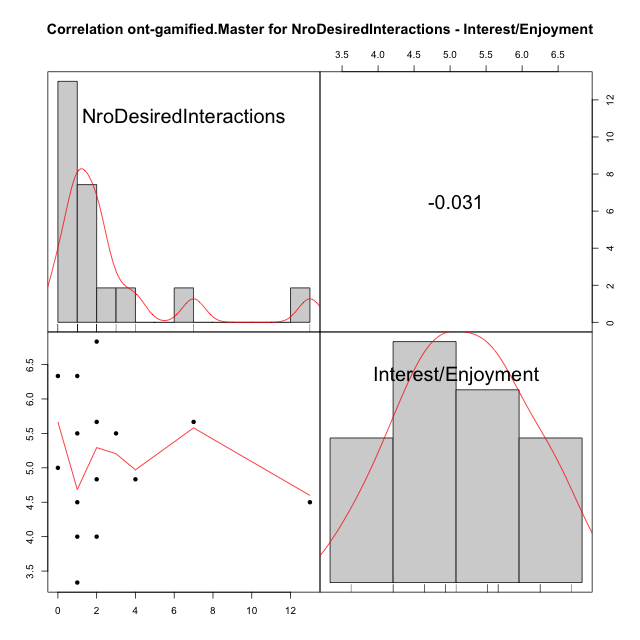 Correlation ont-gamified.Master for NroDesiredInteractions - Interest/Enjoyment
3.5 4.0 4.5 5.0 5.5 6.0 6.5
NroDesiredInteractions
-0.031
0 2 4 6 8 10 12
Interest/Enjoyment
3.5 4.0 4.5 5.0 5.5 6.0 6.5
0 2 4 6 8 10 12